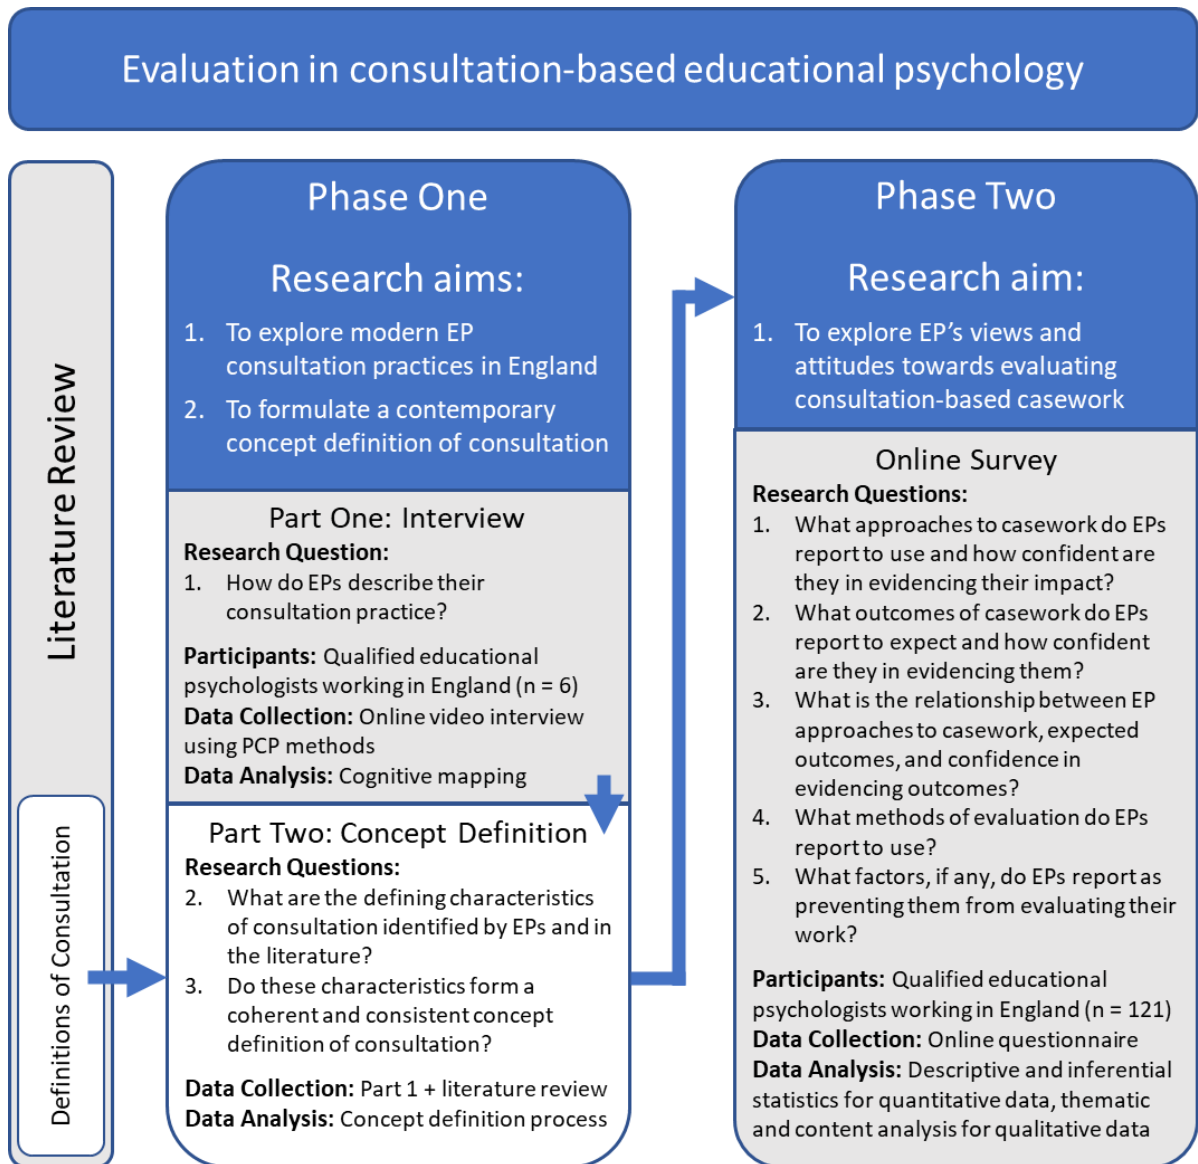 Evaluation in consultation-based educational psychology
Literature Review
Definitions of Consultation
Phase One
Research aims:
1. To explore modern EP
consultation practices in England
2. To formulate a contemporary
concept definition of consultation
Part One: Interview
Research Question:
1. How do EPs describe their
consultation practice?
Participants: Qualified educational
psychologists working in England (n = 6)
Data Collection: Online video interview
using PCP methods
Data Analysis: Cognitive mapping
Part Two: Concept Definition
Research Questions:
2. What are the defining characteristics
of consultation identified by EPs and in
the literature?
3. Do these characteristics form a
coherent and consistent concept
definition of consultation?
Data Collection: Part 1 + literature review
Data Analysis: Concept definition process
Phase Two
Research aim:
1. To explore EP's views and
attitudes towards evaluating
consultation-based casework
Online Survey
Research Questions:
1. What approaches to casework do EPs
report to use and how confident are
they in evidencing their impact?
2. What outcomes of casework do EPs
report to expect and how confident
are they in evidencing them?
3. What is the relationship between EP
approaches to casework, expected
outcomes, and confidence in
evidencing outcomes?
4. What methods of evaluation do EPs
report to use?
5. What factors, if any, do EPs report as
preventing them from evaluating their
work?
Participants: Qualified educational
psychologists working in England (n = 121)
Data Collection: Online questionnaire
Data Analysis: Descriptive and inferential
statistics for quantitative data, thematic
and content analysis for qualitative data